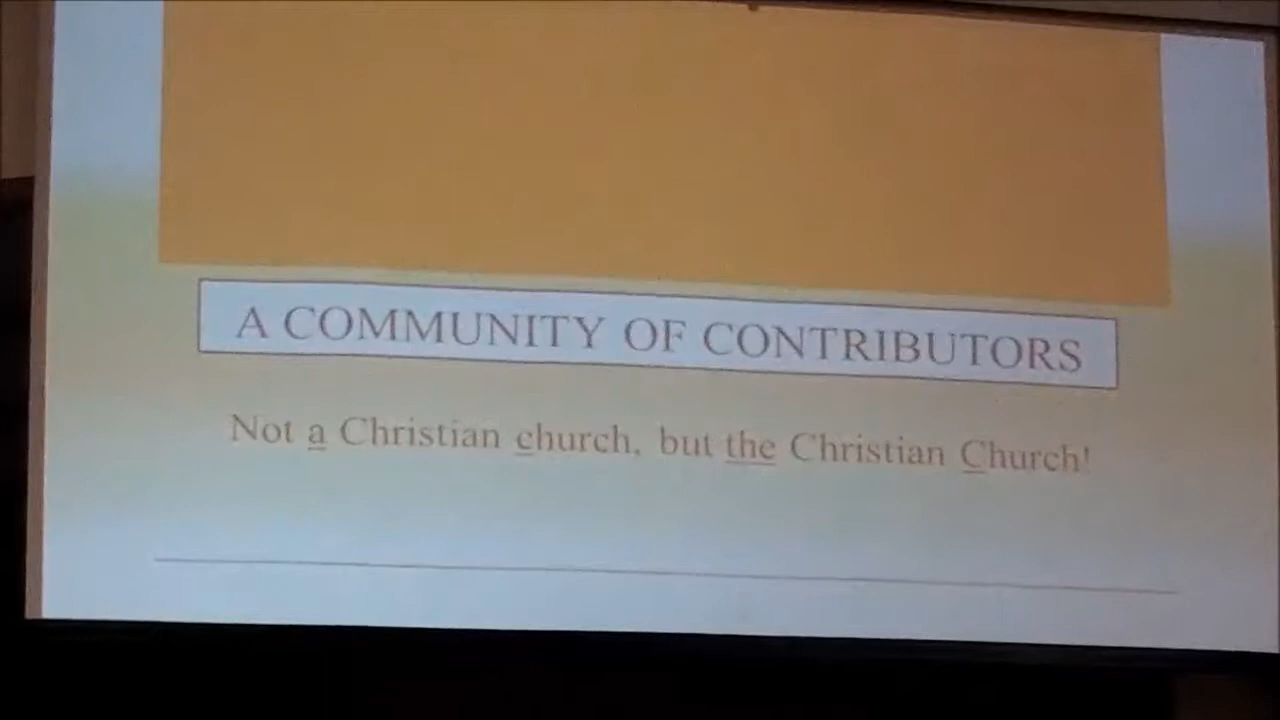 A COMMUNITY OF CONTRIBUTORS
Not a Christian church, but the Christian Church!